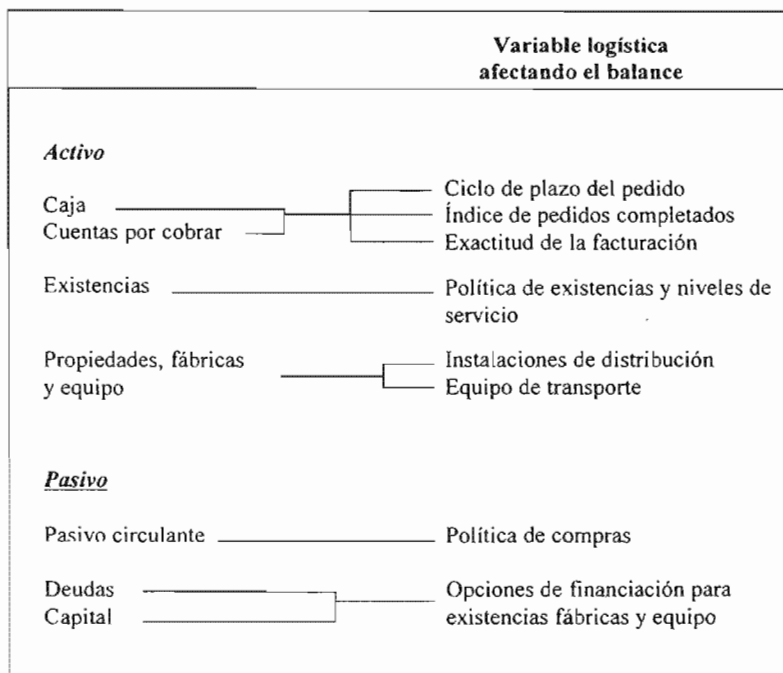 Variable logística
afectando el balance
Activo
Caja
Cuentas por cobrar
Ciclo de plazo del pedido
Índice de pedidos completados
Exactitud de la facturación
Existencias
Política de existencias y niveles de
servicio
Propiedades, fábricas
y equipo
Instalaciones de distribución
Equipo de transporte
Pasivo
Pasivo circulante
Política de compras
Deudas
Capital
Opciones de financiación para
existencias fábricas y equipo